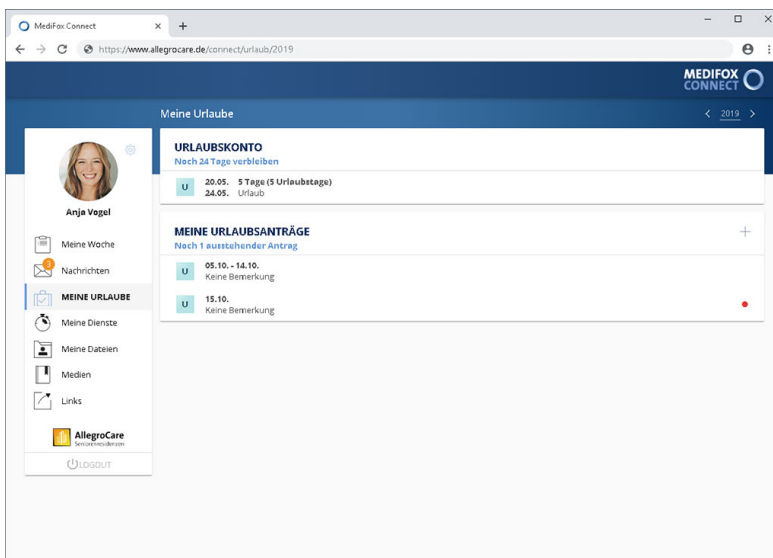 MediFox Connect
https://www.allegrocare.de/connect/urlaub/2019
MEDIFOX
CONNECT
Meine Urlaube
2019
Anja Vogel
Meine Woche
3
Nachrichten
MEINE URLAUBE
Meine Dienste
Meine Dateien
Medien
Links
AllegroCare
Seniorenresidenzen
LOGOUT
URLAUBSKONTO
Noch 24 Tage verbleiben
U 20.05. 5 Tage (5 Urlaubstage)
24.05. Urlaub
MEINE URLAUBSANTRÄGE
Noch 1 ausstehender Antrag
U 05.10. - 14.10.
Keine Bemerkung
U 15.10.
Keine Bemerkung